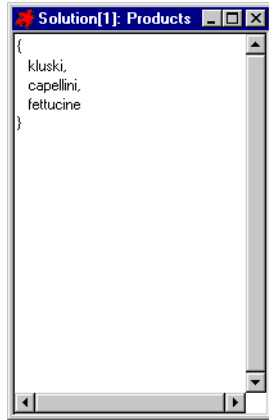 Solution[1]: Products
{
kluski,
capellini,
fettucine
}